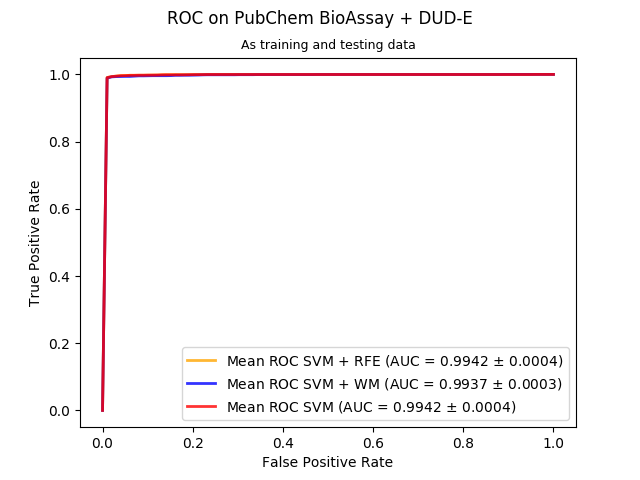 ROC on PubChem BioAssay + DUD-E
As training and testing data
1.0
0.8
0.6
0.4
0.2
0.0
True Positive Rate
Mean ROC SVM + RFE (AUC = 0.9942 ± 0.0004)
Mean ROC SVM + WM (AUC = 0.9937 ± 0.0003)
Mean ROC SVM (AUC = 0.9942 ± 0.0004)
0.0 0.2 0.4 0.6 0.8 1.0
False Positive Rate